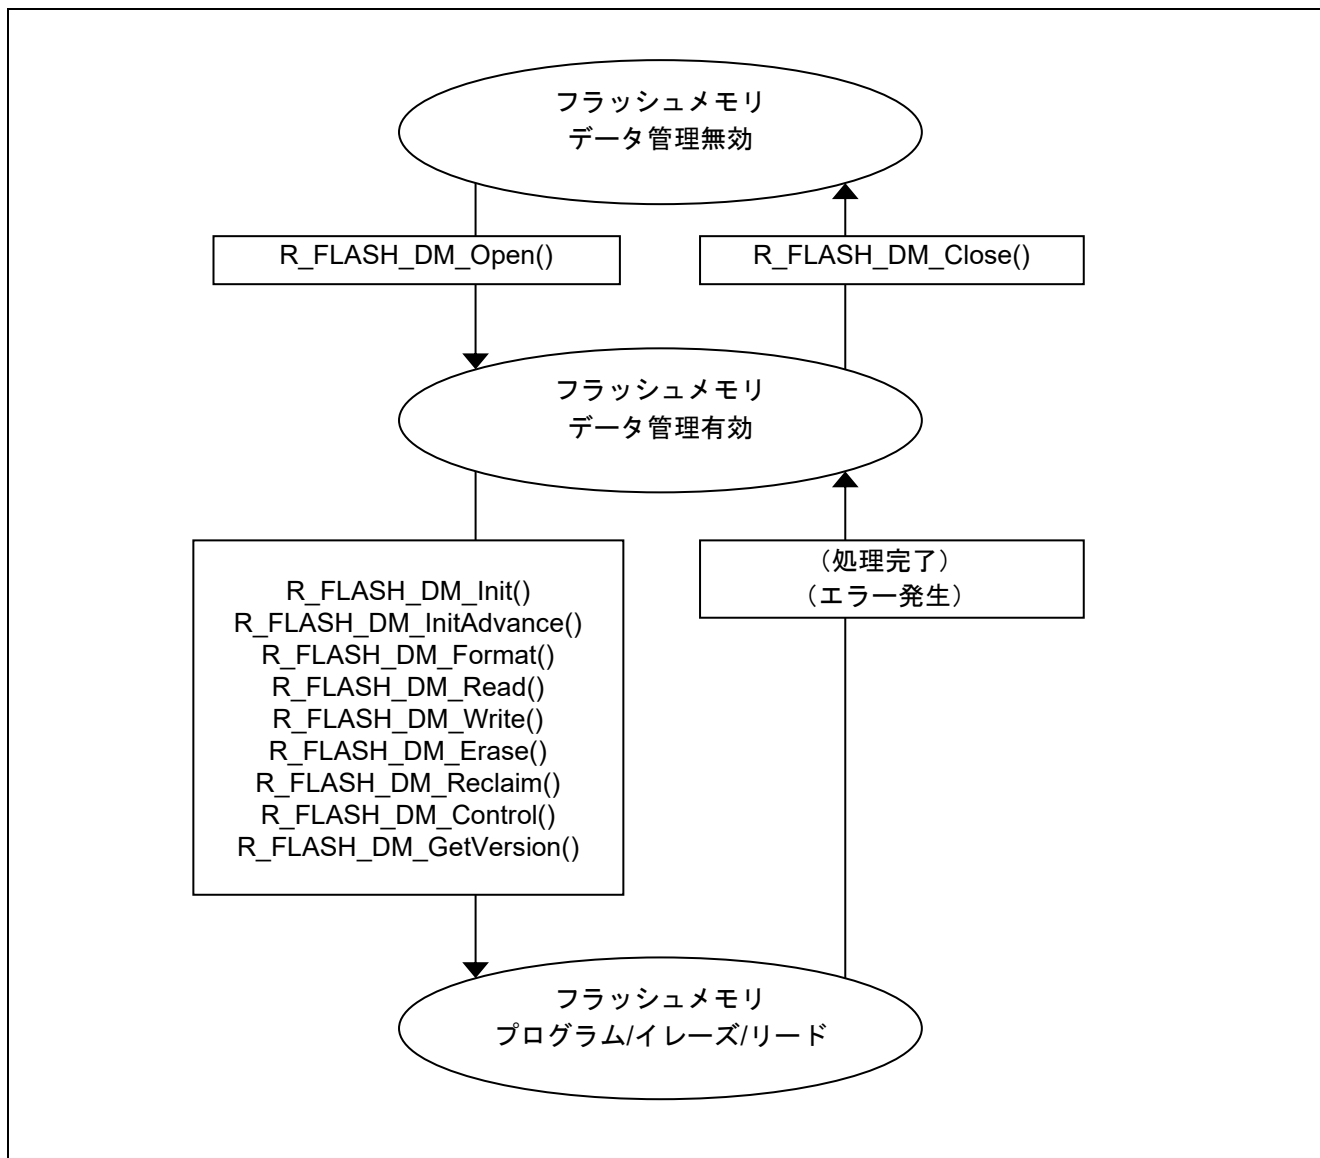 フラッシュメモリ
データ管理無効
R_FLASH_DM_Open()
R_FLASH_DM_Close()
フラッシュメモリ
データ管理有効
R_FLASH_DM_Init()
R_FLASH_DM_InitAdvance()
R_FLASH_DM_Format()
R_FLASH_DM_Read()
R_FLASH_DM_Write()
R_FLASH_DM_Erase()
R_FLASH_DM_Reclaim()
R_FLASH_DM_Control()
R_FLASH_DM_GetVersion()
（処理完了）
（エラー発生）
フラッシュメモリ
プログラム/イレーズ/リード